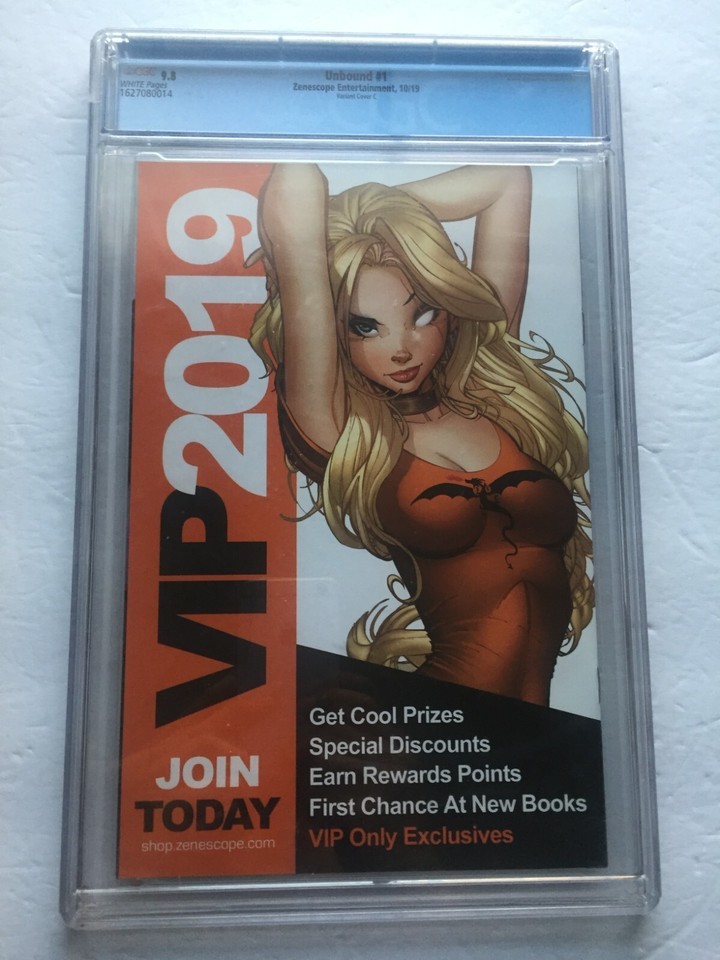 9.8
WHITE Pages
1627080014
Unbound #1
Zenescope Entertainment, 10/19
Variant Cover C
VIP2019
JOIN
TODAY
shop.zenescope.com
Get Cool Prizes
Special Discounts
Earn Rewards Points
First Chance At New Books
VIP Only Exclusives